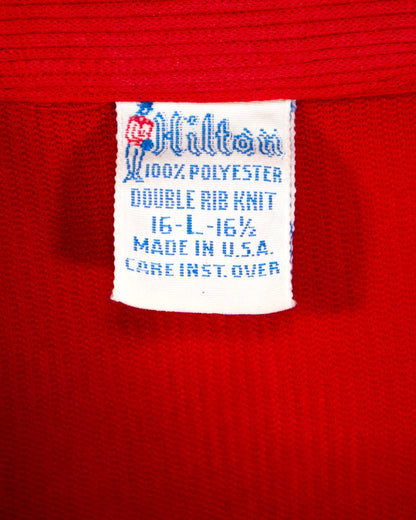 Hilton
100% POLYESTER
DOUBLE RIB KNIT
16-L-16½
MADE IN U.S.A.
CARE INST. OVER